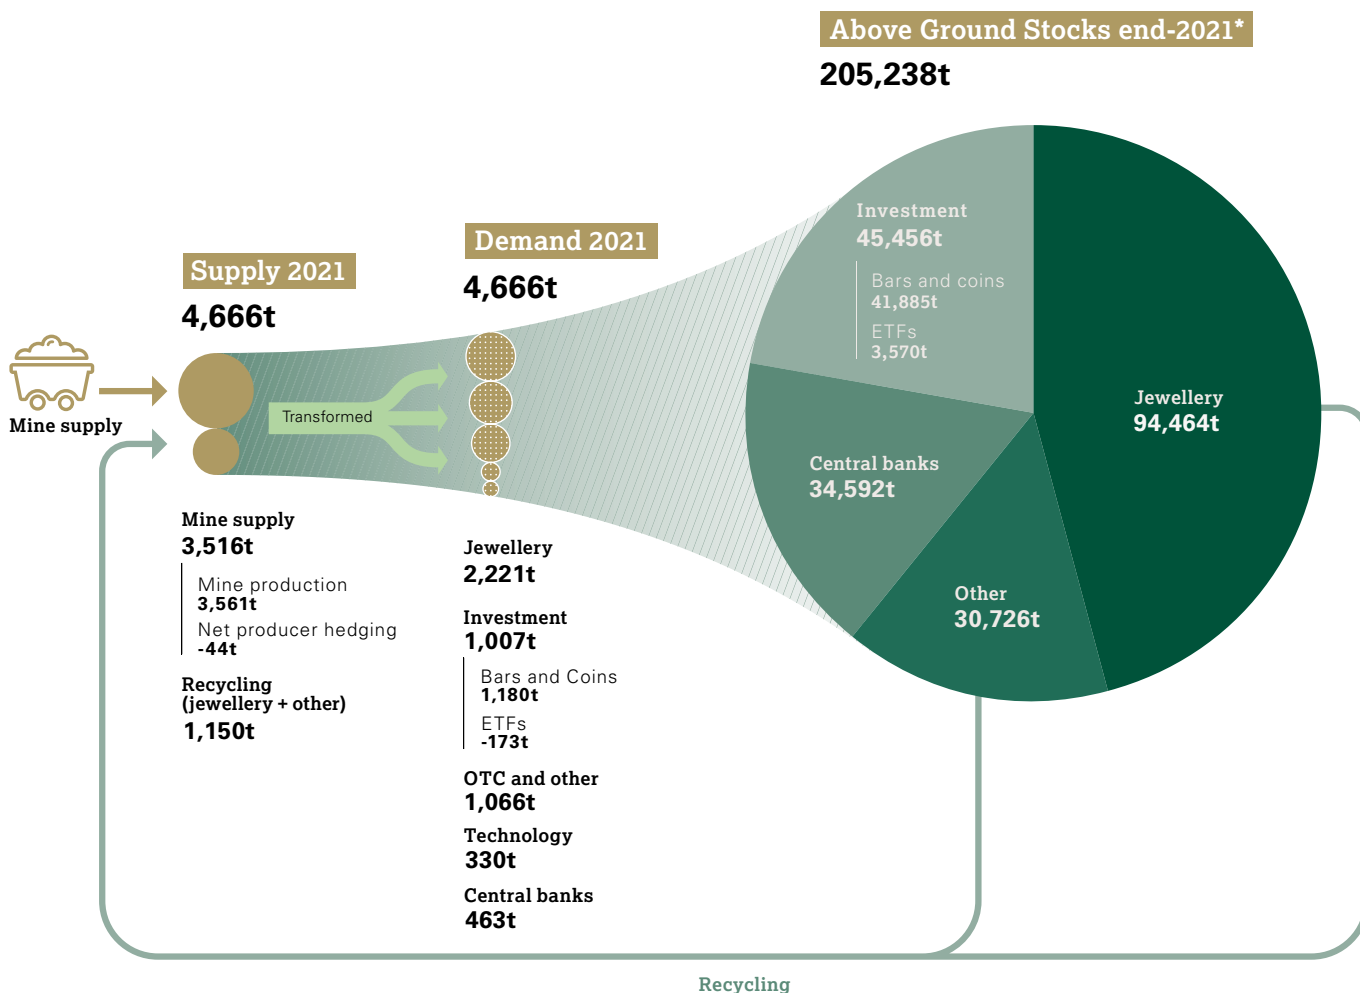 Above Ground Stocks end-2021*
205,238t
Supply 2021
4,666t
Demand 2021
4,666t
Mine supply
Transformed
Mine supply
3,516t
Mine production
3,561t
Net producer hedging
-44t
Recycling
(jewellery + other)
1,150t
Jewellery
2,221t
Investment
1,007t
Bars and Coins
1,180t
ETFs
-173t
OTC and other
1,066t
Technology
330t
Central banks
463t
Investment
45,456t
Bars and coins
41,885t
ETFs
3,570t
Central banks
34,592t
Other
30,726t
Jewellery
94,464t
Recycling